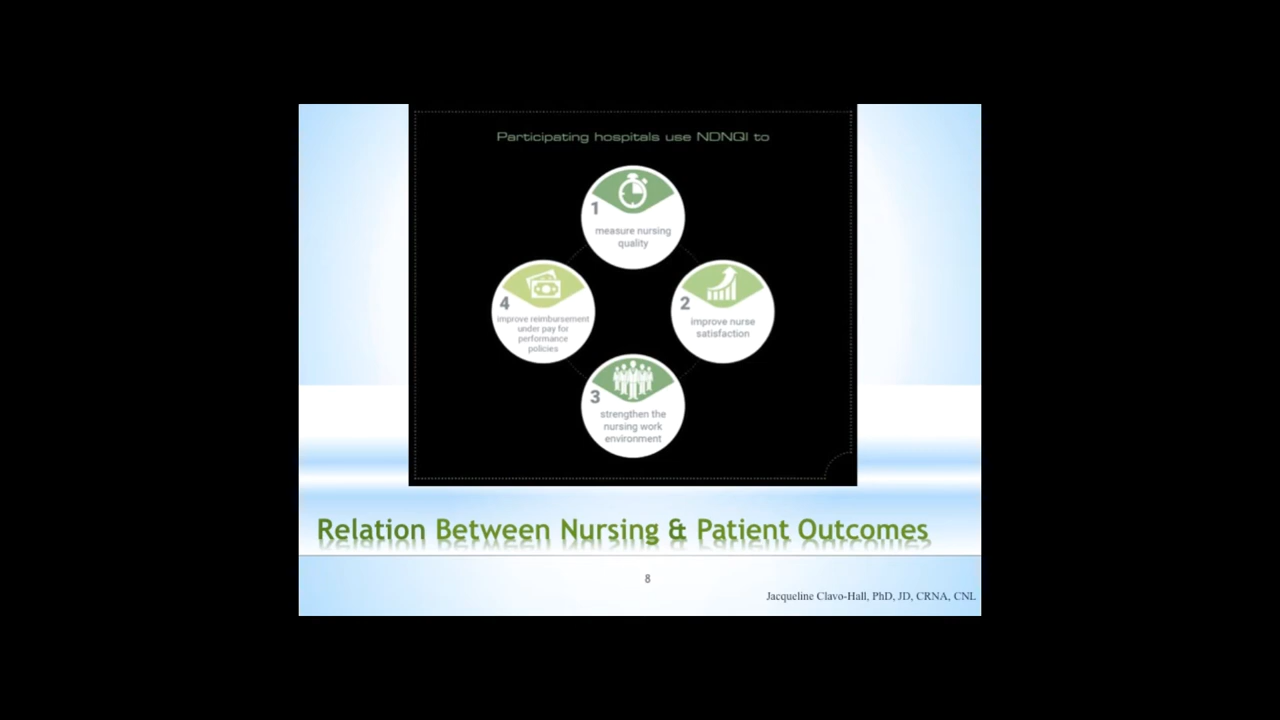 Participating hospitals use NDNQI to
1
measure nursing
quality
2
improve nurse
satisfaction
3
strengthen the
nursing work
environment
4
improve reimbursement
under pay for
performance
policies
Relation Between Nursing & Patient Outcomes
8
Jacqueline Clavo-Hall, PhD, JD, CRNA, CNL